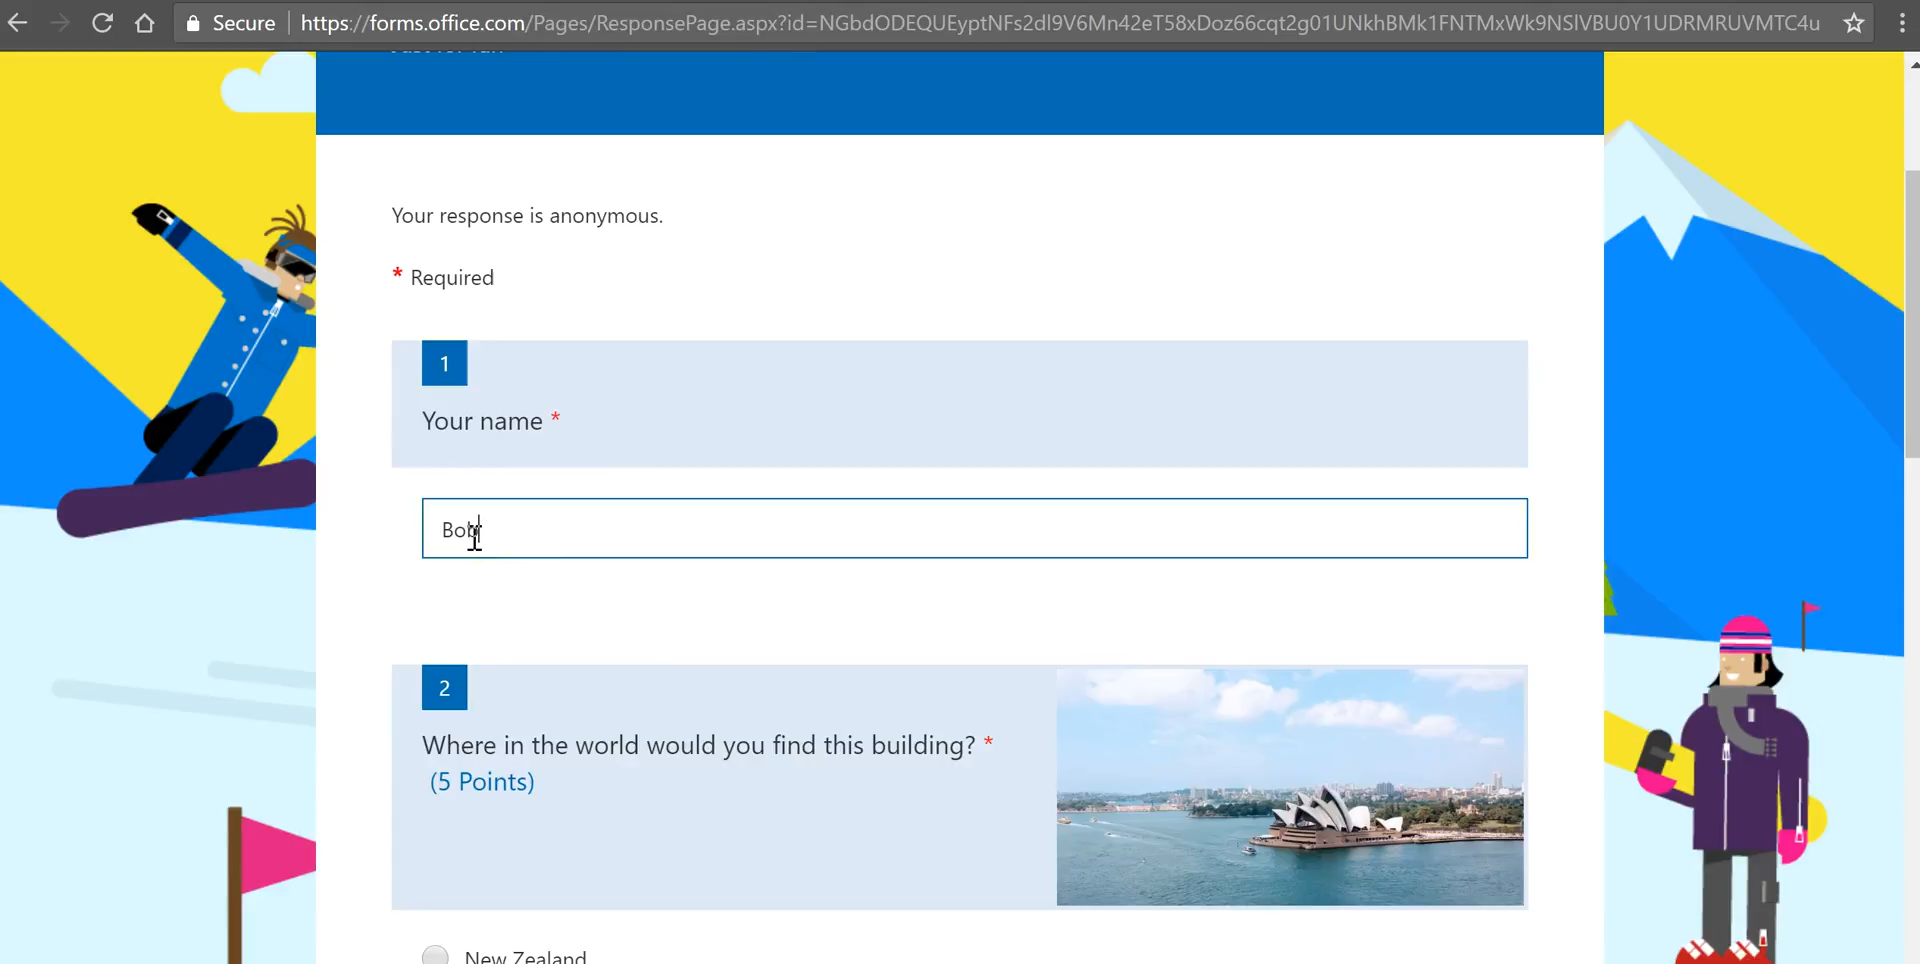 Secure
https://forms.office.com/Pages/ResponsePage.aspx?id=NGbdODEQUEyptNFs2dl9V6Mn42eT58xDoz66cqt2g01UNkhBMk1FNTMxWk9NSlVBU0Y1UDRMRUVMTC4u
Your response is anonymous.
* Required
1
Your name *
Bob
2
Where in the world would you find this building? *
(5 Points)
New Zealand